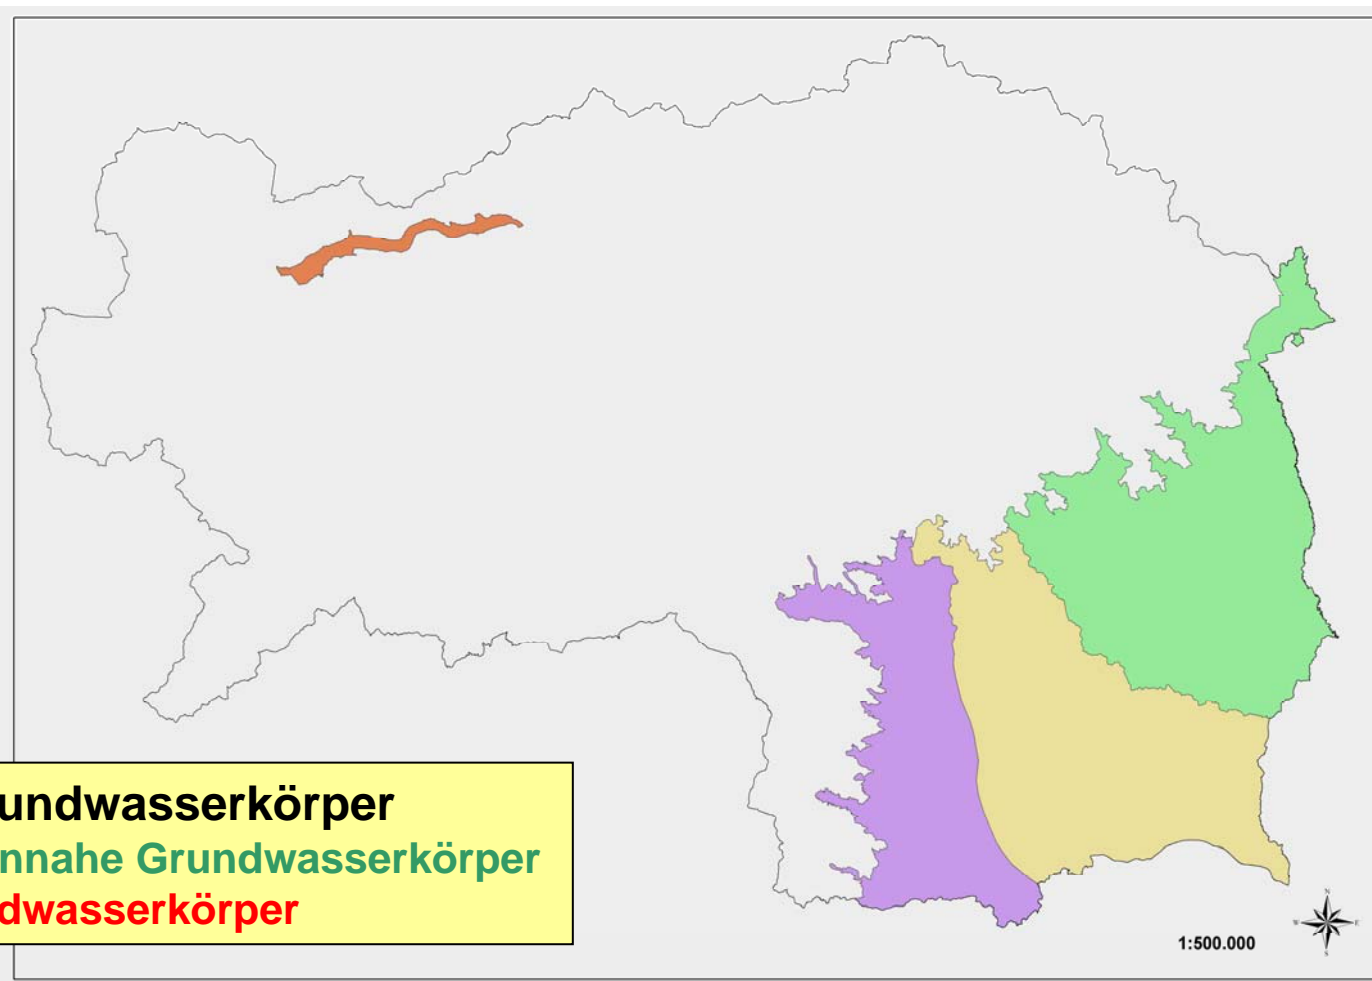 undwasserkörper
nnahe Grundwasserkörper
dwasserkörper
1:500.000
N
W E
S